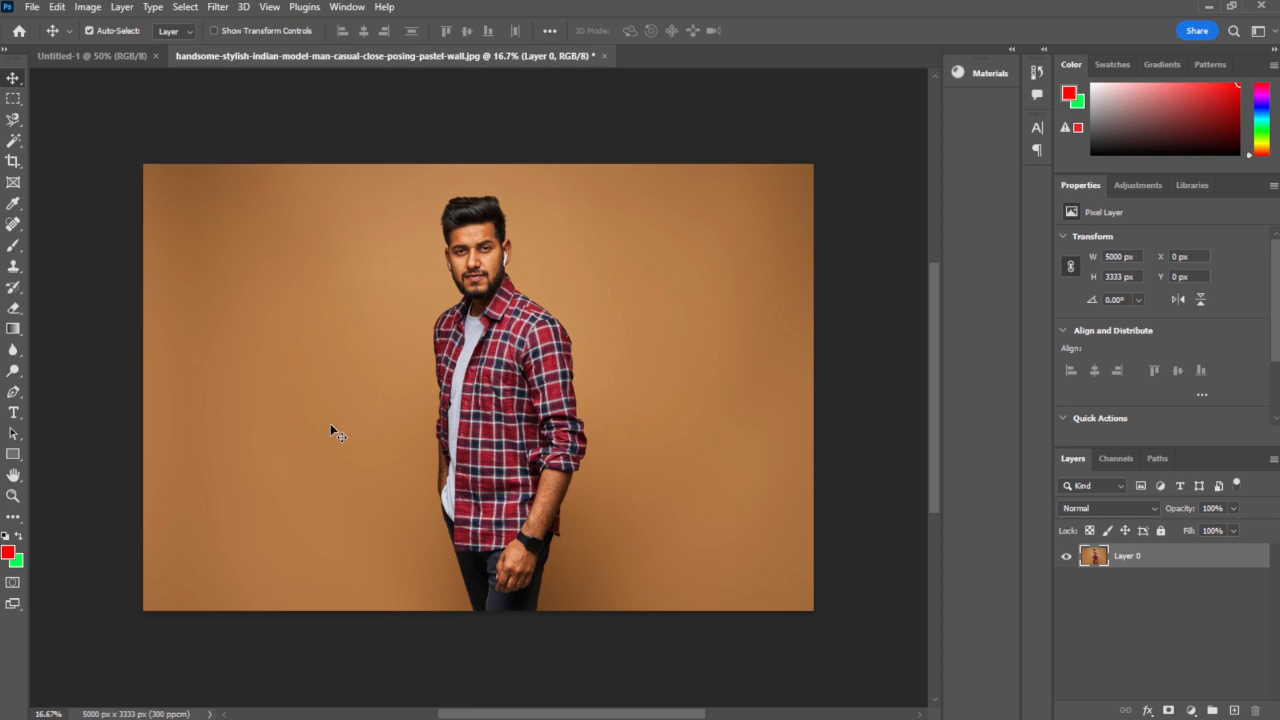 Ps File Edit Image Layer Type Select Filter 3D View Plugins Window Help
Auto-Select: Layer Show Transform Controls 3D Mode: Share
Untitled-1 @ 50% (RGB/8) × handsome-stylish-indian-model-man-casual-close-posing-pastel-wall.jpg @ 16.7% (Layer 0, RGB/8) * ×
Materials
Color Swatches Gradients Patterns
Properties Adjustments Libraries
Pixel Layer
Transform
W 5000 px X 0 px
H 3333 px Y 0 px
0.00°
Align and Distribute
Align:
Quick Actions
Layers Channels Paths
Kind
Normal Opacity: 100%
Lock: Fill: 100%
Layer 0
16.67% 5000 px x 3333 px (300 ppcm)